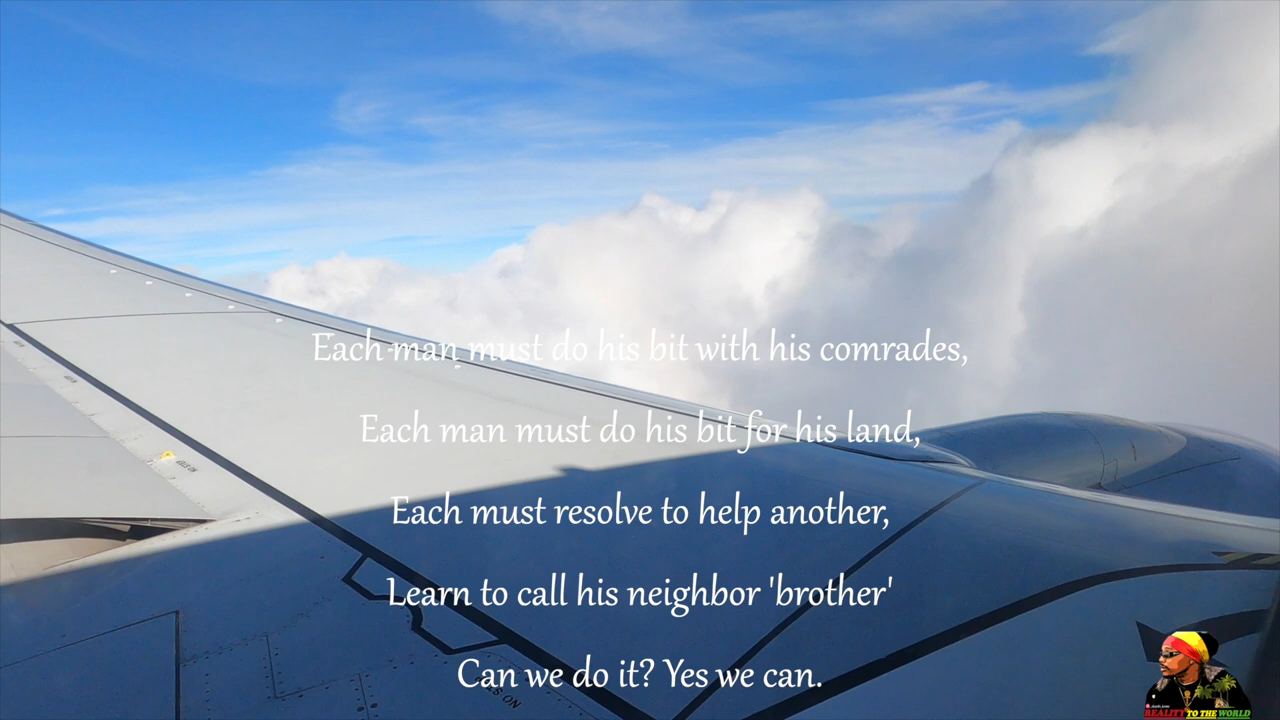 Each man must do his bit with his comrades,
Each man must do his bit for his land,
Each must resolve to help another,
Learn to call his neighbor 'brother'
Can we do it? Yes we can.
REALITY TO THE WORLD